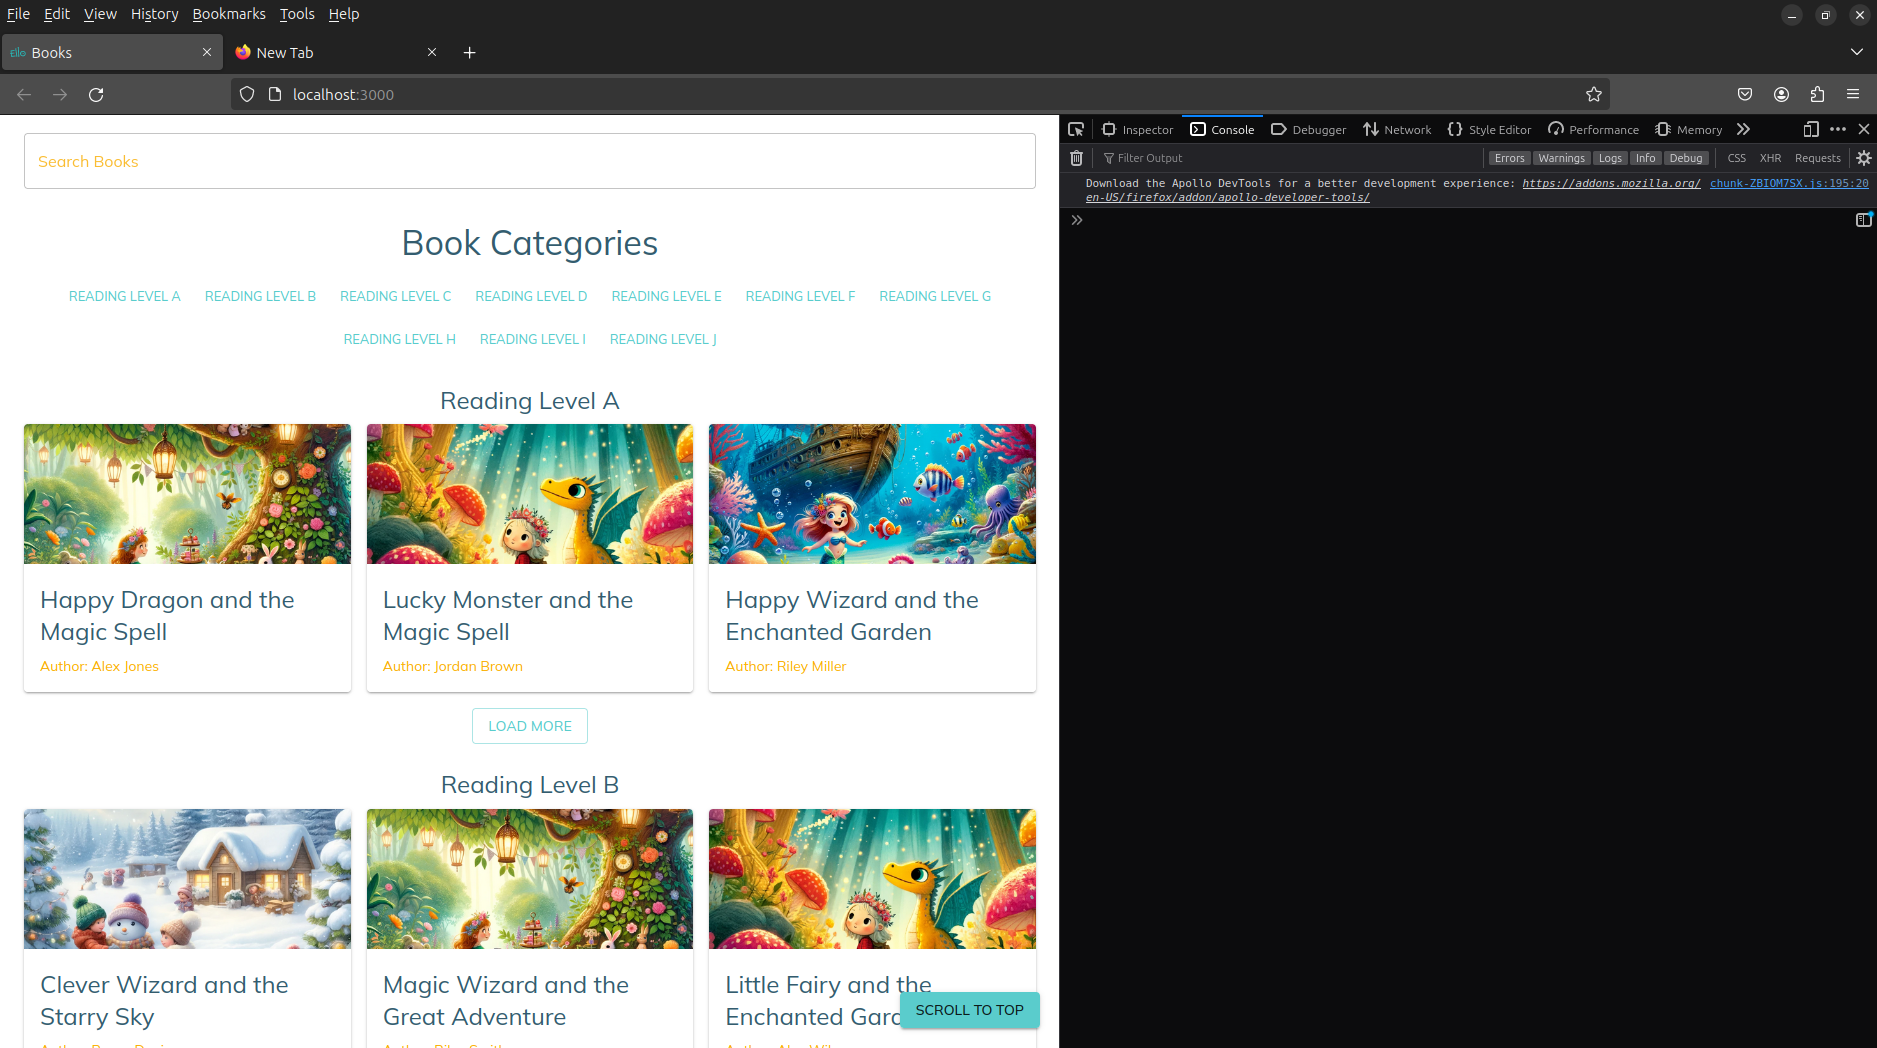 File Edit View History Bookmarks Tools Help
Ello Books New Tab
localhost:3000
Search Books
Book Categories
READING LEVEL A READING LEVEL B READING LEVEL C READING LEVEL D READING LEVEL E READING LEVEL F READING LEVEL G
READING LEVEL H READING LEVEL I READING LEVEL J
Reading Level A
Happy Dragon and the
Magic Spell
Author: Alex Jones
Lucky Monster and the
Magic Spell
Author: Jordan Brown
Happy Wizard and the
Enchanted Garden
Author: Riley Miller
LOAD MORE
Reading Level B
Clever Wizard and the
Starry Sky
Magic Wizard and the
Great Adventure
Little Fairy and the
Enchanted
SCROLL TO TOP
Inspector Console Debugger Network Style Editor Performance Memory
Filter Output Errors Warnings Logs Info Debug CSS XHR Requests
Download the Apollo DevTools for a better development experience: https://addons.mozilla.org/ chunk-ZBIOM7SX.js:195:20
en-US/firefox/addon/apollo-developer-tools/